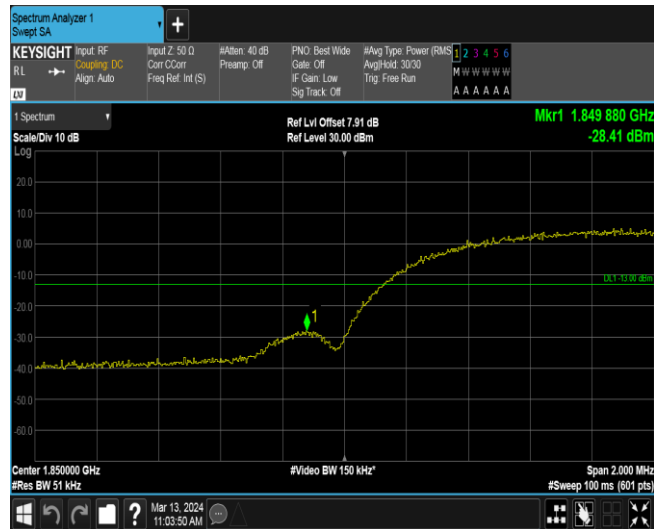 Spectrum Analyzer 1
Swept SA
+
KEYSIGHT
RL
LXI
Input: RF
Coupling: DC
Align: Auto
Input Z: 50 Ω
Corr CCorr
Freq Ref: Int (S)
#Atten: 40 dB
Preamp: Off
PNO: Best Wide
Gate: Off
IF Gain: Low
Sig Track: Off
#Avg Type: Power (RMS
Avg|Hold: 30/30
Trig: Free Run
1 2 3 4 5 6
M W W W W W
A A A A A A
1 Spectrum
Scale/Div 10 dB
Log
Ref Lvl Offset 7.91 dB
Ref Level 30.00 dBm
Mkr1 1.849 880 GHz
-28.41 dBm
20.0
10.0
0.00
-10.0
DL1 -13.00 dBm
-20.0
1
-30.0
-40.0
-50.0
-60.0
Center 1.850000 GHz
#Res BW 51 kHz
#Video BW 150 kHz*
Span 2.000 MHz
#Sweep 100 ms (601 pts)
?
Mar 13, 2024
11:03:50 AM